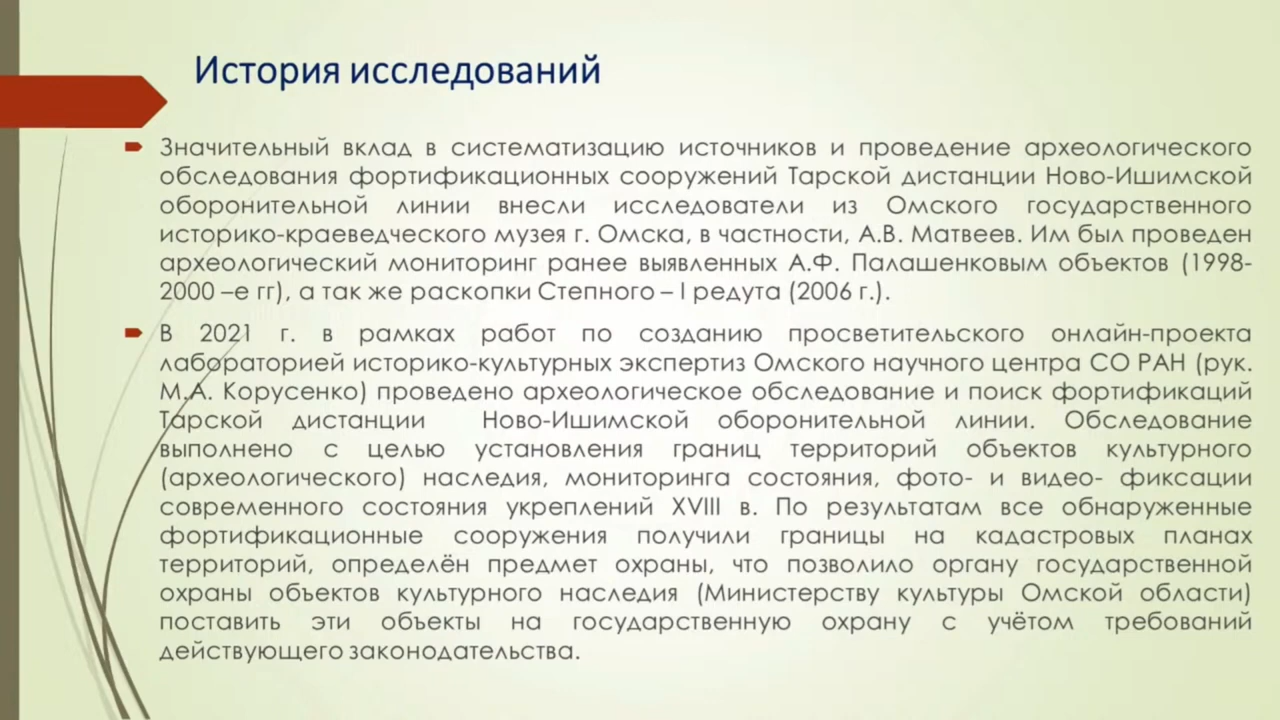 История исследований
Значительный вклад в систематизацию источников и проведение археологического
обследования фортификационных сооружений Тарской дистанции Ново-Ишимской
оборонительной линии внесли исследователи из Омского государственного
историко-краеведческого музея г. Омска, в частности, А.В. Матвеев. Им был проведен
археологический мониторинг ранее выявленных А.Ф. Палашенковым объектов (1998-
2000 –е гг), а так же раскопки Степного – I редута (2006 г.).
В 2021 г. в рамках работ по созданию просветительского онлайн-проекта
лабораторией историко-культурных экспертиз Омского научного центра СО РАН (рук.
М.А. Корусенко) проведено археологическое обследование и поиск фортификаций
Тарской дистанции Ново-Ишимской оборонительной линии. Обследование
выполнено с целью установления границ территорий объектов культурного
(археологического) наследия, мониторинга состояния, фото- и видео- фиксации
современного состояния укреплений XVIII в. По результатам все обнаруженные
фортификационные сооружения получили границы на кадастровых планах
территорий, определён предмет охраны, что позволило органу государственной
охраны объектов культурного наследия (Министерству культуры Омской области)
поставить эти объекты на государственную охрану с учётом требований
действующего законодательства.